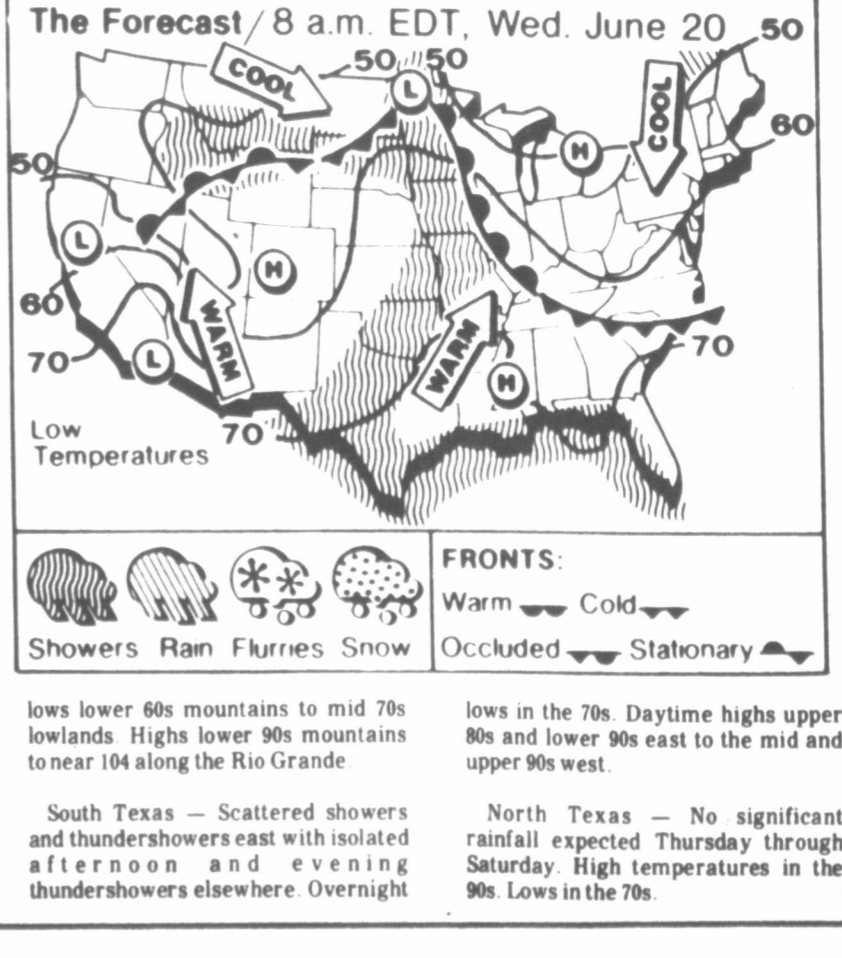 The Forecast / 8 a.m. EDT, Wed. June 20
50
50 50
COOL
L
COOL
60
H
50
L
H
60
WARM
WARM
70
L
70
H
70
Low
Temperatures
Showers Rain Flurries Snow
FRONTS:
Warm Cold
Occluded Stationary
lows lower 60s mountains to mid 70s
lowlands. Highs lower 90s mountains
to near 104 along the Rio Grande.
South Texas — Scattered showers
and thundershowers east with isolated
afternoon and evening
thundershowers elsewhere. Overnight
lows in the 70s. Daytime highs upper
80s and lower 90s east to the mid and
upper 90s west.
North Texas — No significant
rainfall expected Thursday through
Saturday. High temperatures in the
90s. Lows in the 70s.